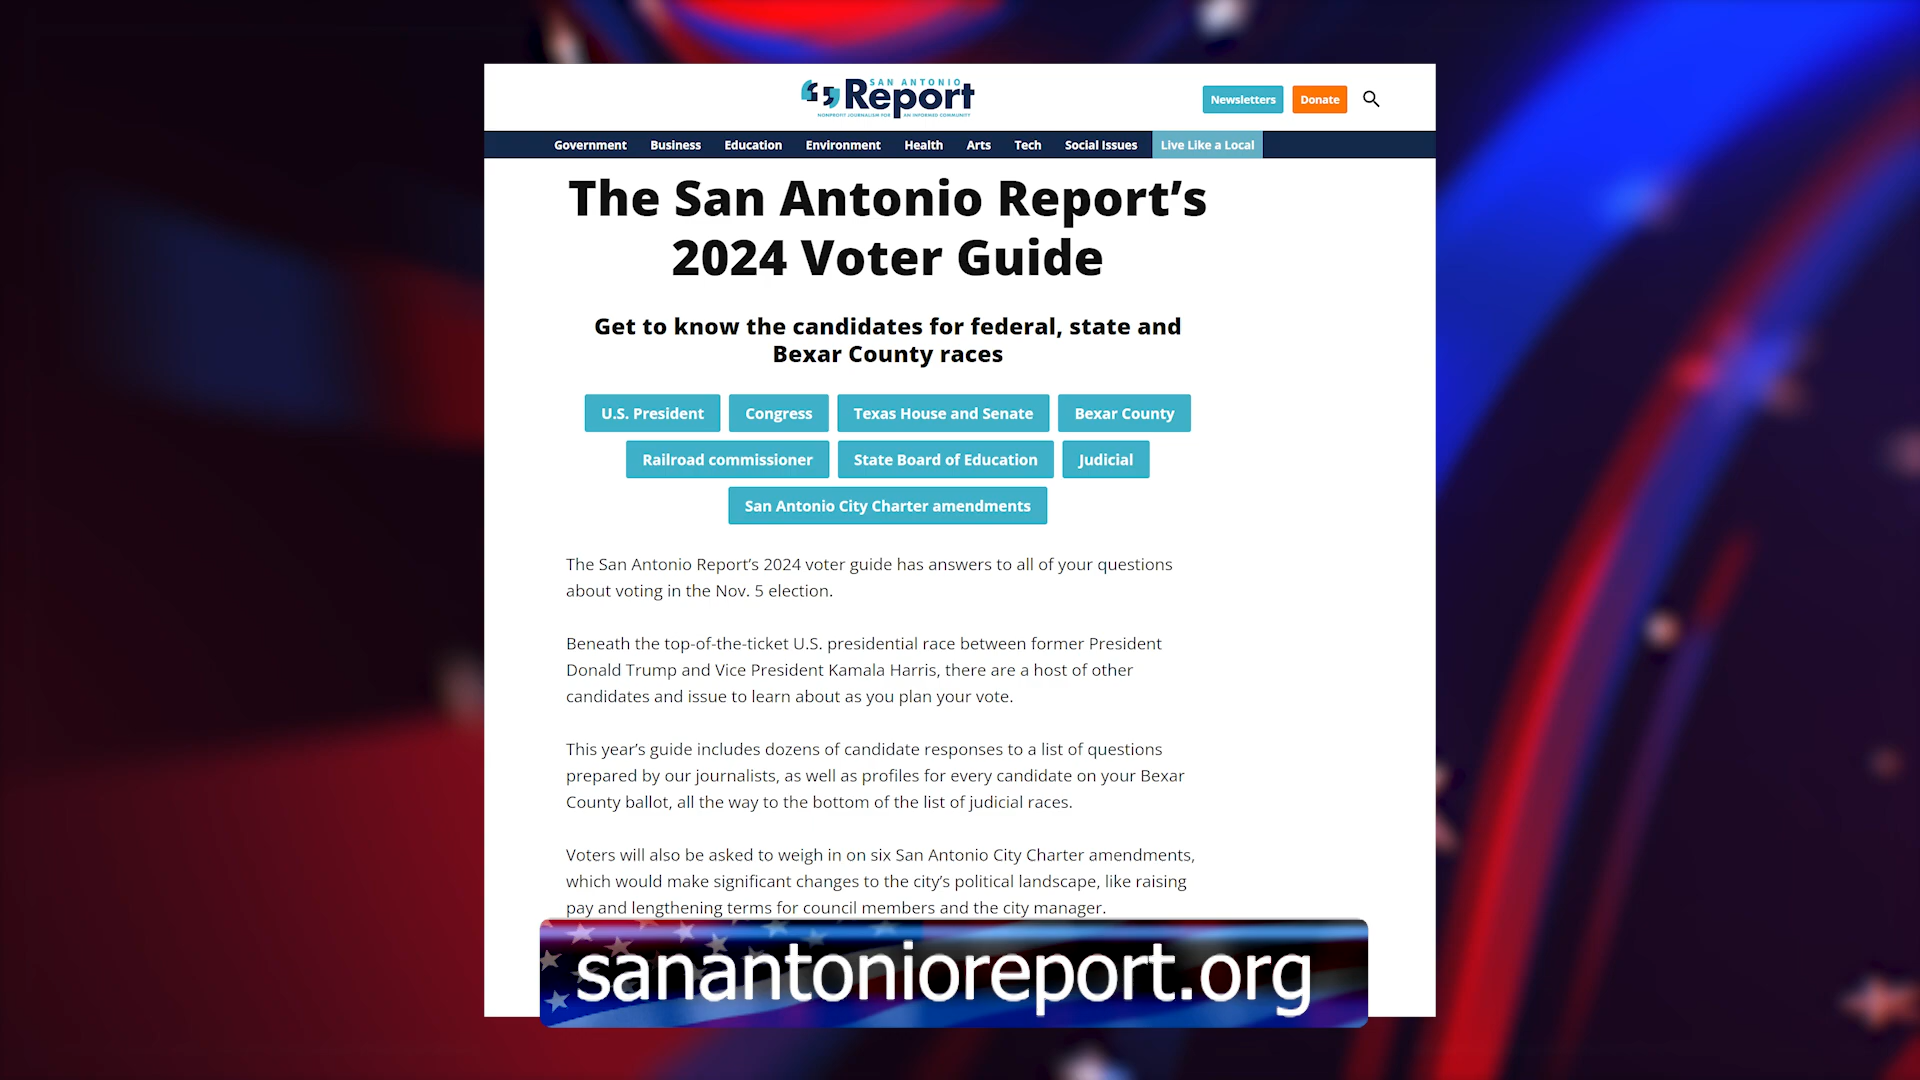 SAN ANTONIO
Report
NONPROFIT JOURNALISM FOR AN INFORMED COMMUNITY
Newsletters
Donate
Government
Business
Education
Environment
Health
Arts
Tech
Social Issues
Live Like a Local
The San Antonio Report’s
2024 Voter Guide
Get to know the candidates for federal, state and
Bexar County races
U.S. President
Congress
Texas House and Senate
Bexar County
Railroad commissioner
State Board of Education
Judicial
San Antonio City Charter amendments
The San Antonio Report’s 2024 voter guide has answers to all of your questions
about voting in the Nov. 5 election.
Beneath the top-of-the-ticket U.S. presidential race between former President
Donald Trump and Vice President Kamala Harris, there are a host of other
candidates and issue to learn about as you plan your vote.
This year’s guide includes dozens of candidate responses to a list of questions
prepared by our journalists, as well as profiles for every candidate on your Bexar
County ballot, all the way to the bottom of the list of judicial races.
Voters will also be asked to weigh in on six San Antonio City Charter amendments,
which would make significant changes to the city’s political landscape, like raising
pay and lengthening terms for council members and the city manager.
sanantonioreport.org